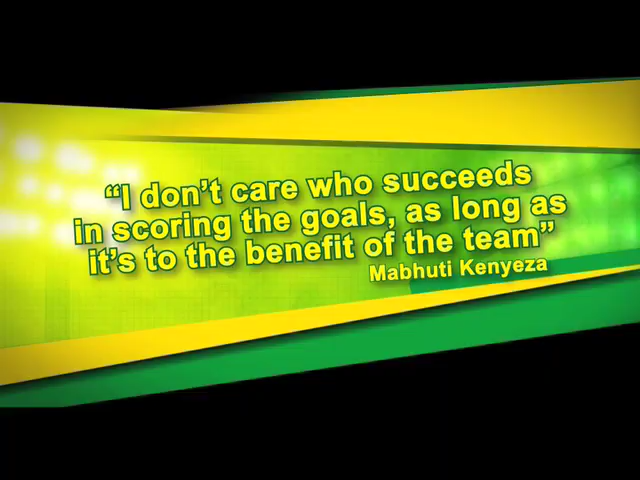 “I don’t care who succeeds
in scoring the goals, as long as
it’s to the benefit of the team”
Mabhuti Kenyeza